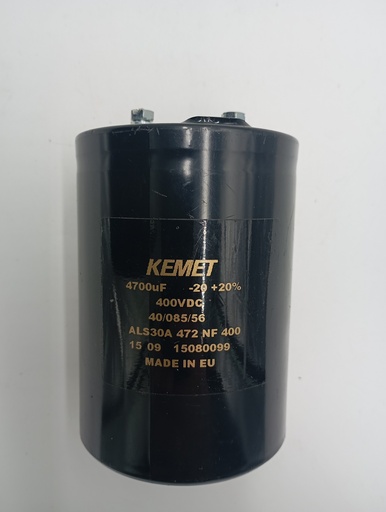 KEMET
4700uF -20 +20%
400VDC
40/085/56
ALS30A 472 NF 400
15 09 15080099
MADE IN EU